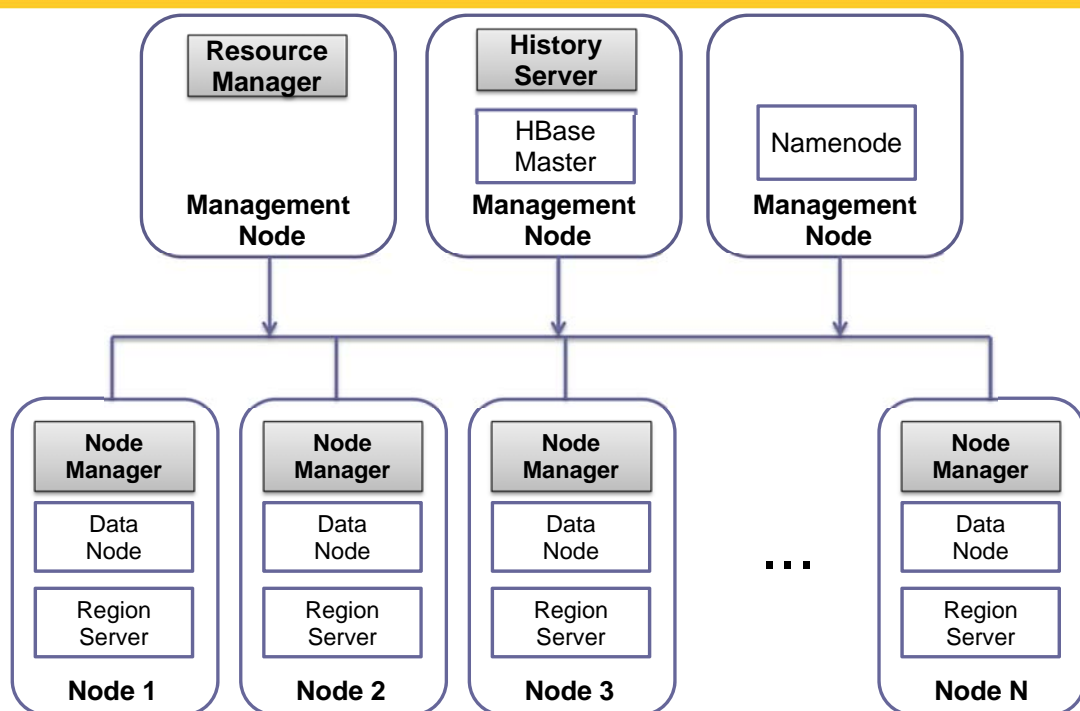 Resource
Manager
Management
Node
History
Server
HBase
Master
Management
Node
Namenode
Management
Node
Node
Manager
Data
Node
Region
Server
Node 1
Node
Manager
Data
Node
Region
Server
Node 2
Node
Manager
Data
Node
Region
Server
Node 3
...
Node
Manager
Data
Node
Region
Server
Node N